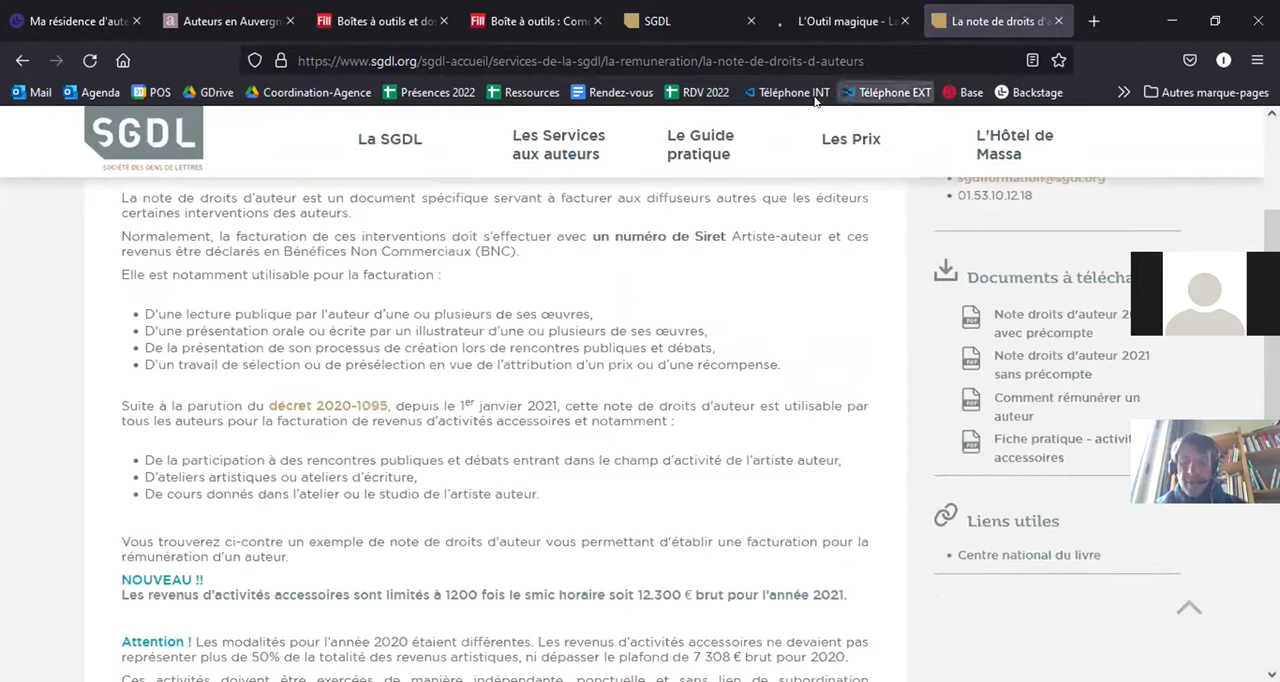 Ma résidence d'aute
Auteurs en Auvergn
Boîtes à outils et do
Boîte à outils : Com
SGDL
L'Outil magique - L
La note de droits d'a
https://www.sgdl.org/sgdl-accueil/services-de-la-sgdl/la-remuneration/la-note-de-droits-d-auteurs
Mail
Agenda
POS
GDrive
Coordination-Agence
Présences 2022
Ressources
Rendez-vous
RDV 2022
Téléphone INT
Téléphone EXT
Base
Backstage
Autres marque-pages
SGDL
SOCIÉTÉ DES GENS DE LETTRES
La SGDL
Les Services
aux auteurs
Le Guide
pratique
Les Prix
L'Hôtel de
Massa
La note de droits d'auteur est un document spécifique servant à facturer aux diffuseurs autres que les éditeurs
certaines interventions des auteurs.
Normalement, la facturation de ces interventions doit s'effectuer avec un numéro de Siret Artiste-auteur et ces
revenus être déclarés en Bénéfices Non Commerciaux (BNC).
Elle est notamment utilisable pour la facturation :
• D'une lecture publique par l'auteur d'une ou plusieurs de ses œuvres,
• D'une présentation orale ou écrite par un illustrateur d'une ou plusieurs de ses œuvres,
• De la présentation de son processus de création lors de rencontres publiques et débats,
• D'un travail de sélection ou de présélection en vue de l'attribution d'un prix ou d'une récompense.
Suite à la parution du décret 2020-1095, depuis le 1er janvier 2021, cette note de droits d'auteur est utilisable par
tous les auteurs pour la facturation de revenus d'activités accessoires et notamment :
• De la participation à des rencontres publiques et débats entrant dans le champ d'activité de l'artiste auteur,
• D'ateliers artistiques ou ateliers d'écriture,
• De cours donnés dans l'atelier ou le studio de l'artiste auteur.
Vous trouverez ci-contre un exemple de note de droits d'auteur vous permettant d'établir une facturation pour la
rémunération d'un auteur.
NOUVEAU !!
Les revenus d'activités accessoires sont limités à 1200 fois le smic horaire soit 12.300 € brut pour l'année 2021.
Attention ! Les modalités pour l'année 2020 étaient différentes. Les revenus d'activités accessoires ne devaient pas
représenter plus de 50% de la totalité des revenus artistiques, ni dépasser le plafond de 7 308 € brut pour 2020.
Ces activités doivent être exercées de manière indépendante, ponctuelle et sans lien de subordination
• sgdlformation@sgdl.org
• 01.53.10.12.18
Documents à télécha
Note droits d'auteur 2
avec précompte
Note droits d'auteur 2021
sans précompte
Comment rémunérer un
auteur
Fiche pratique - activit
accessoires
Liens utiles
• Centre national du livre